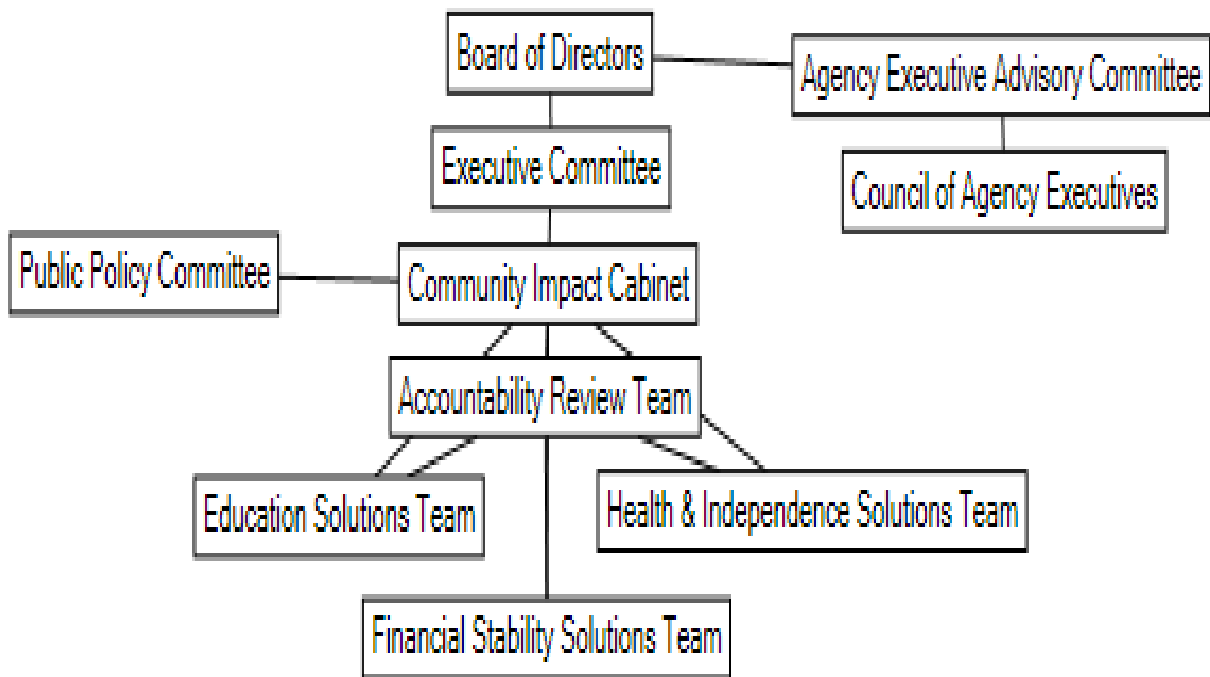 Board of Directors
Agency Executive Advisory Committee
Executive Committee
Council of Agency Executives
Public Policy Committee
Community Impact Cabinet
Accountability Review Team
Education Solutions Team
Health & Independence Solutions Team
Financial Stability Solutions Team